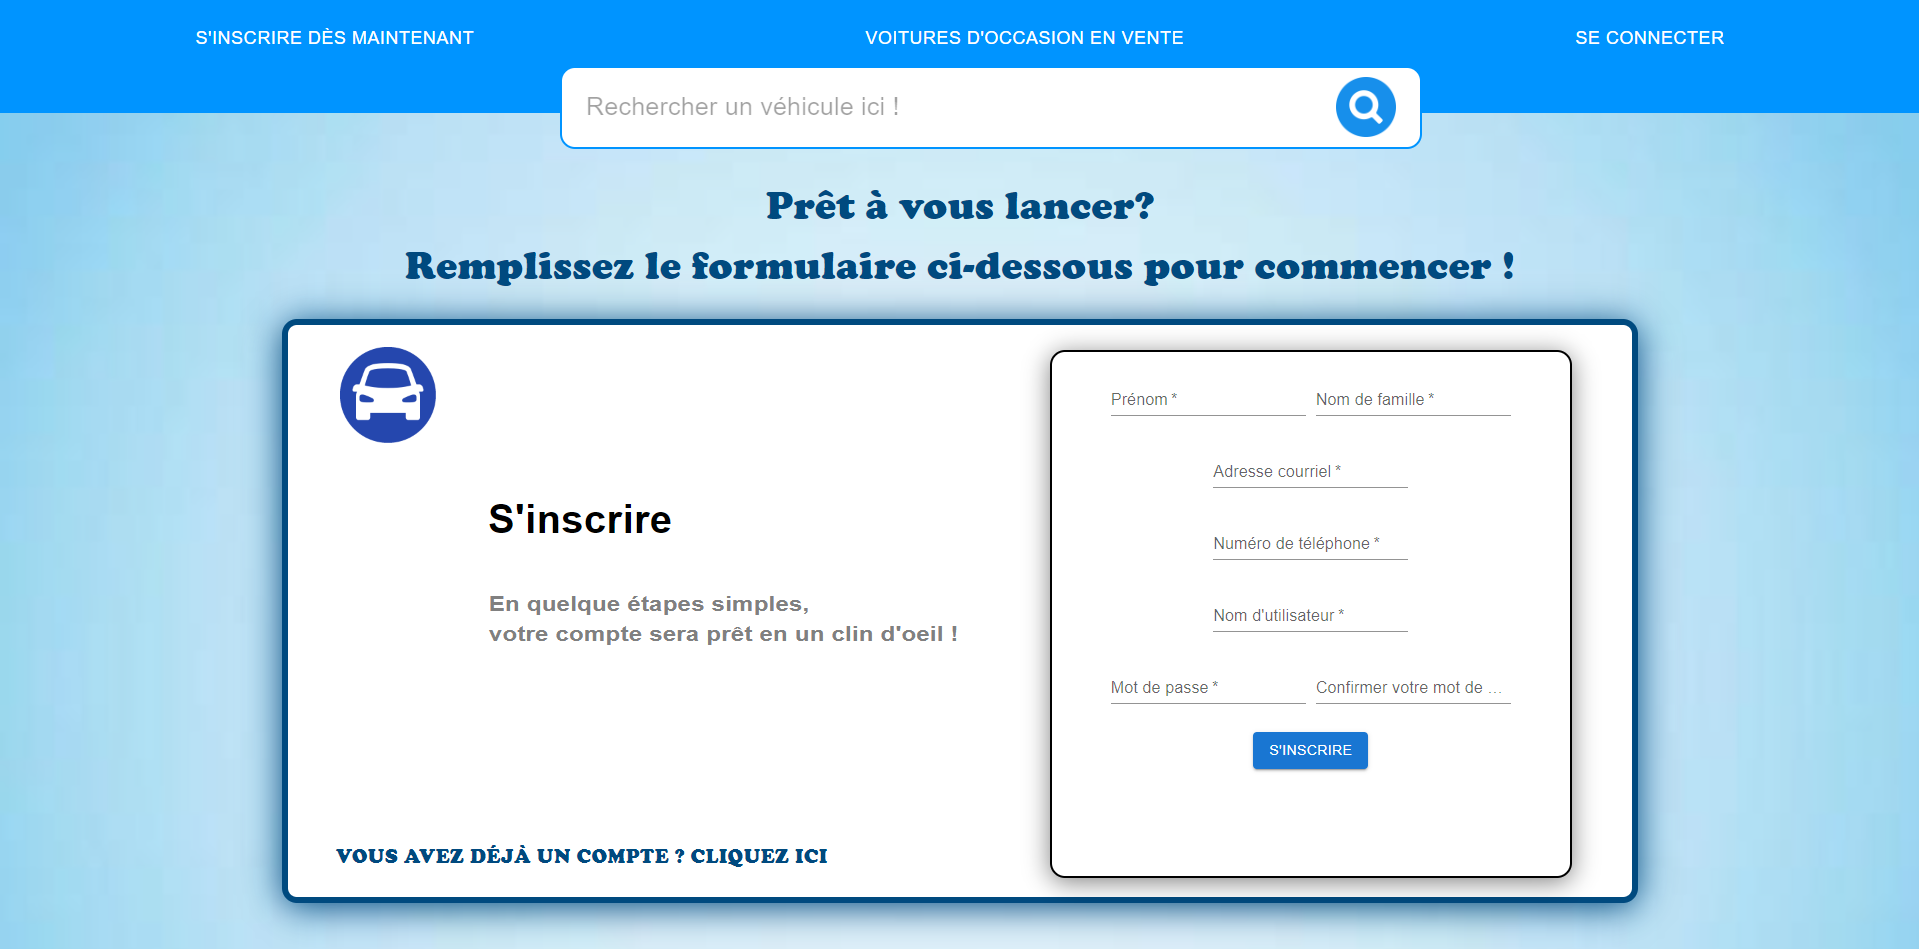 S'INSCRIRE DÈS MAINTENANT
VOITURES D'OCCASION EN VENTE
SE CONNECTER
Rechercher un véhicule ici !
Prêt à vous lancer?
Remplissez le formulaire ci-dessous pour commencer !
S'inscrire
En quelque étapes simples,
votre compte sera prêt en un clin d'oeil !
VOUS AVEZ DÉJÀ UN COMPTE ? CLIQUEZ ICI
Prénom *
Nom de famille *
Adresse courriel *
Numéro de téléphone *
Nom d'utilisateur *
Mot de passe *
Confirmer votre mot de ...
S'INSCRIRE